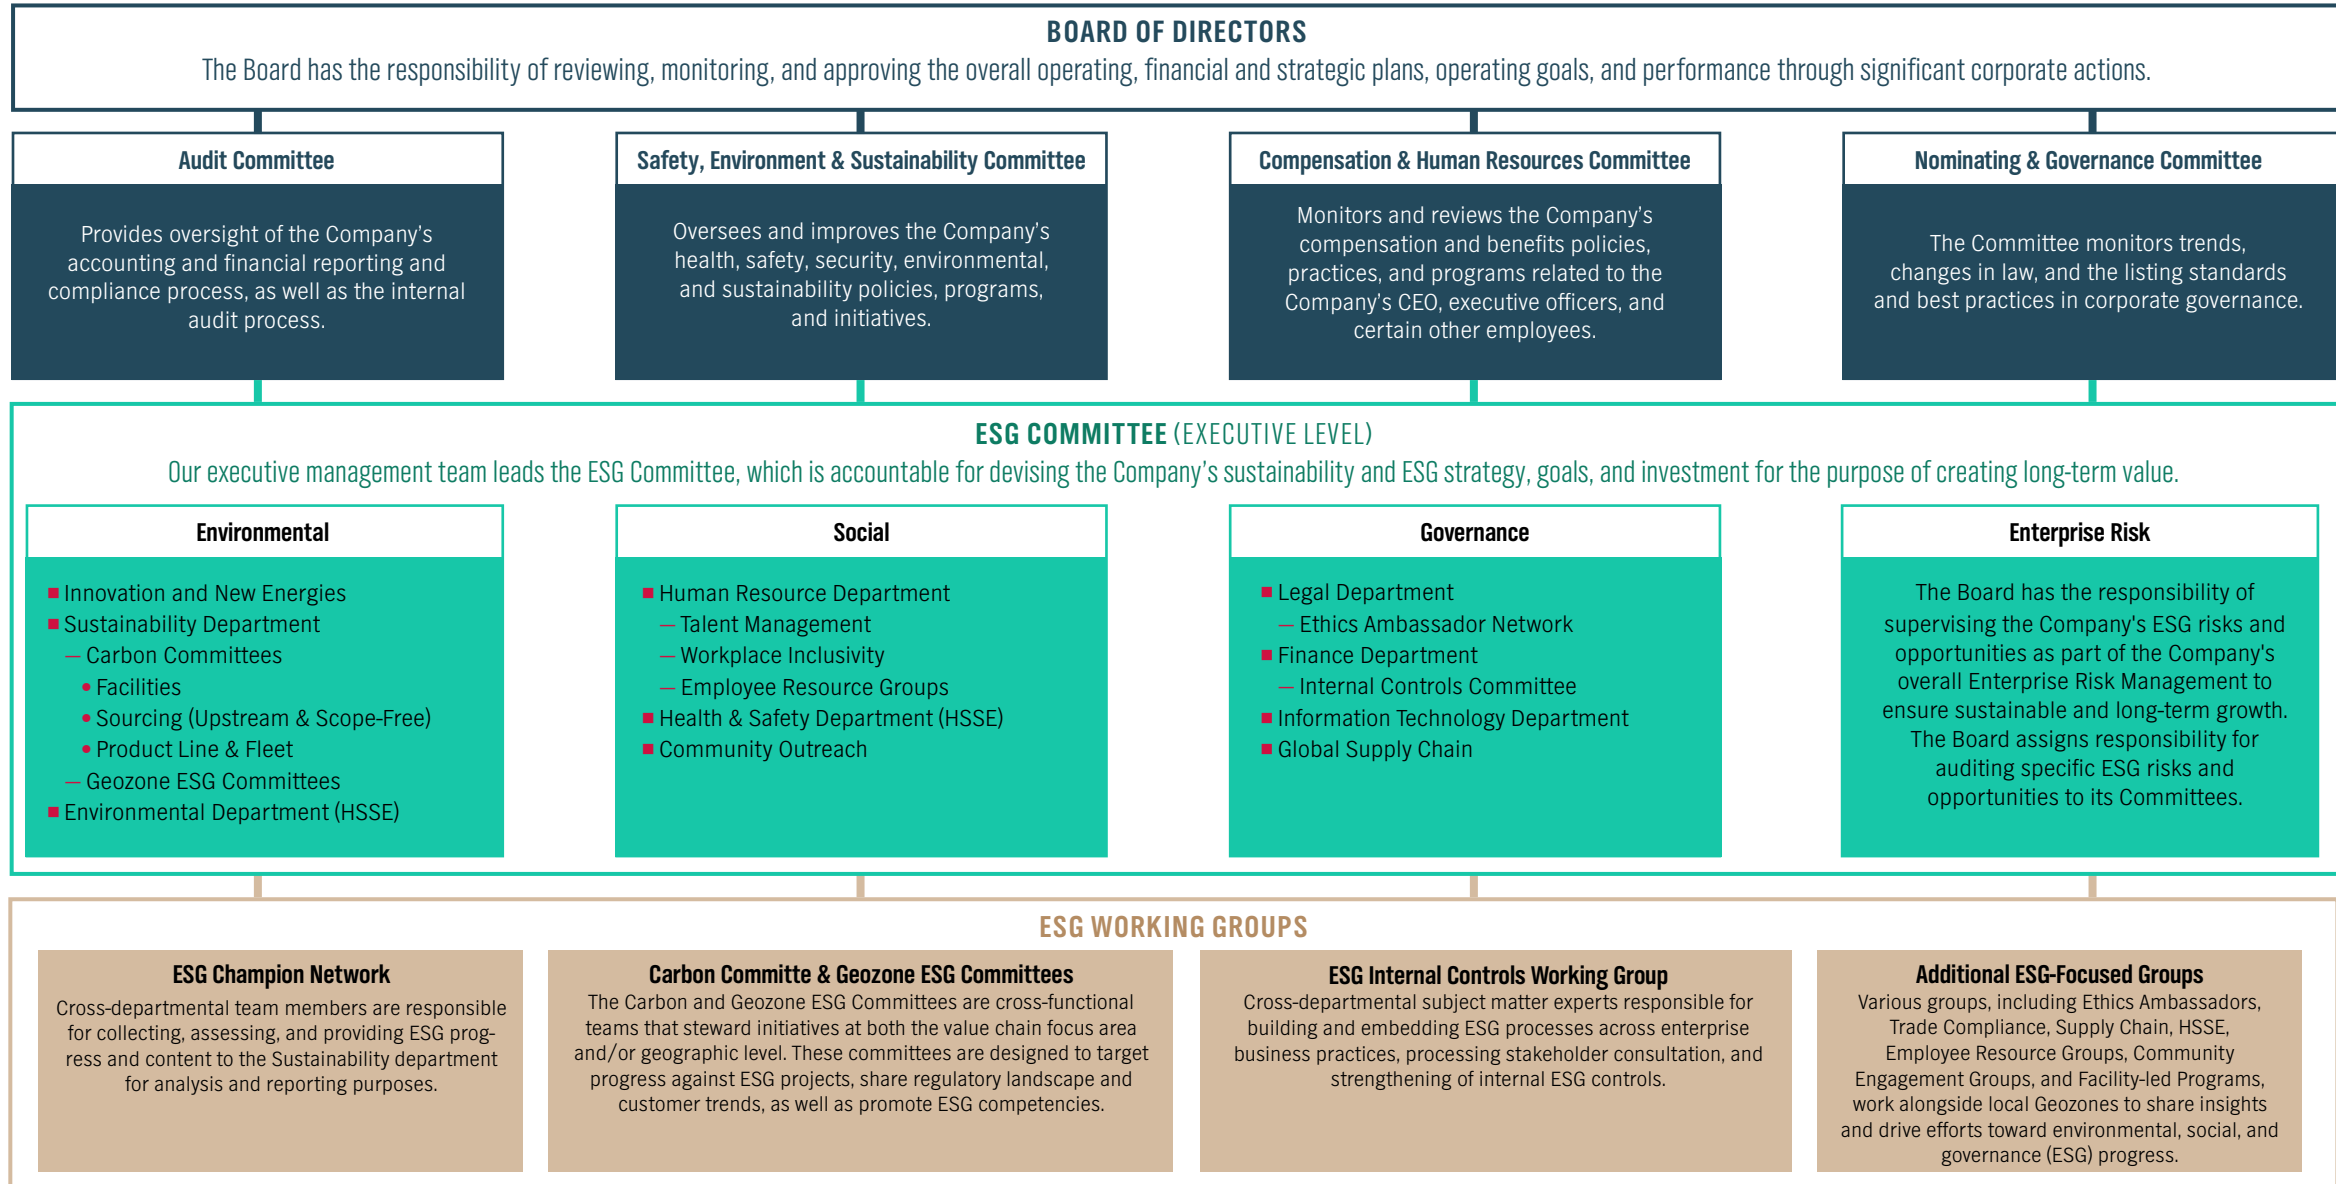 BOARD OF DIRECTORS
The Board has the responsibility of reviewing, monitoring, and approving the overall operating, financial and strategic plans, operating goals, and performance through significant corporate actions.
Audit Committee
Provides oversight of the Company's
accounting and financial reporting and
compliance process, as well as the internal
audit process.
Safety, Environment & Sustainability Committee
Oversees and improves the Company's
health, safety, security, environmental,
and sustainability policies, programs,
and initiatives.
Compensation & Human Resources Committee
Monitors and reviews the Company's
compensation and benefits policies,
practices, and programs related to the
Company's CEO, executive officers, and
certain other employees.
Nominating & Governance Committee
The Committee monitors trends,
changes in law, and the listing standards
and best practices in corporate governance.
ESG COMMITTEE (EXECUTIVE LEVEL)
Our executive management team leads the ESG Committee, which is accountable for devising the Company's sustainability and ESG strategy, goals, and investment for the purpose of creating long-term value.
Environmental
■ Innovation and New Energies
■ Sustainability Department
— Carbon Committees
• Facilities
• Sourcing (Upstream & Scope-Free)
• Product Line & Fleet
— Geozone ESG Committees
■ Environmental Department (HSSE)
Social
■ Human Resource Department
— Talent Management
— Workplace Inclusivity
— Employee Resource Groups
■ Health & Safety Department (HSSE)
■ Community Outreach
Governance
■ Legal Department
— Ethics Ambassador Network
■ Finance Department
— Internal Controls Committee
■ Information Technology Department
■ Global Supply Chain
Enterprise Risk
The Board has the responsibility of
supervising the Company's ESG risks and
opportunities as part of the Company's
overall Enterprise Risk Management to
ensure sustainable and long-term growth.
The Board assigns responsibility for
auditing specific ESG risks and
opportunities to its Committees.
ESG WORKING GROUPS
ESG Champion Network
Cross-departmental team members are responsible
for collecting, assessing, and providing ESG prog-
ress and content to the Sustainability department
for analysis and reporting purposes.
Carbon Committe & Geozone ESG Committees
The Carbon and Geozone ESG Committees are cross-functional
teams that steward initiatives at both the value chain focus area
and/or geographic level. These committees are designed to target
progress against ESG projects, share regulatory landscape and
customer trends, as well as promote ESG competencies.
ESG Internal Controls Working Group
Cross-departmental subject matter experts responsible for
building and embedding ESG processes across enterprise
business practices, processing stakeholder consultation, and
strengthening of internal ESG controls.
Additional ESG-Focused Groups
Various groups, including Ethics Ambassadors,
Trade Compliance, Supply Chain, HSSE,
Employee Resource Groups, Community
Engagement Groups, and Facility-led Programs,
work alongside local Geozones to share insights
and drive efforts toward environmental, social, and
governance (ESG) progress.